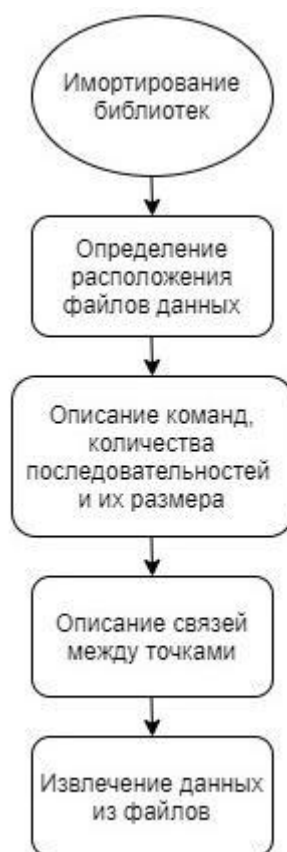 Имортирование
библиотек
Определение
расположения
файлов данных
Описание команд,
количества
последовательностей
и их размера
Описание связей
между точками
Извлечение данных
из файлов